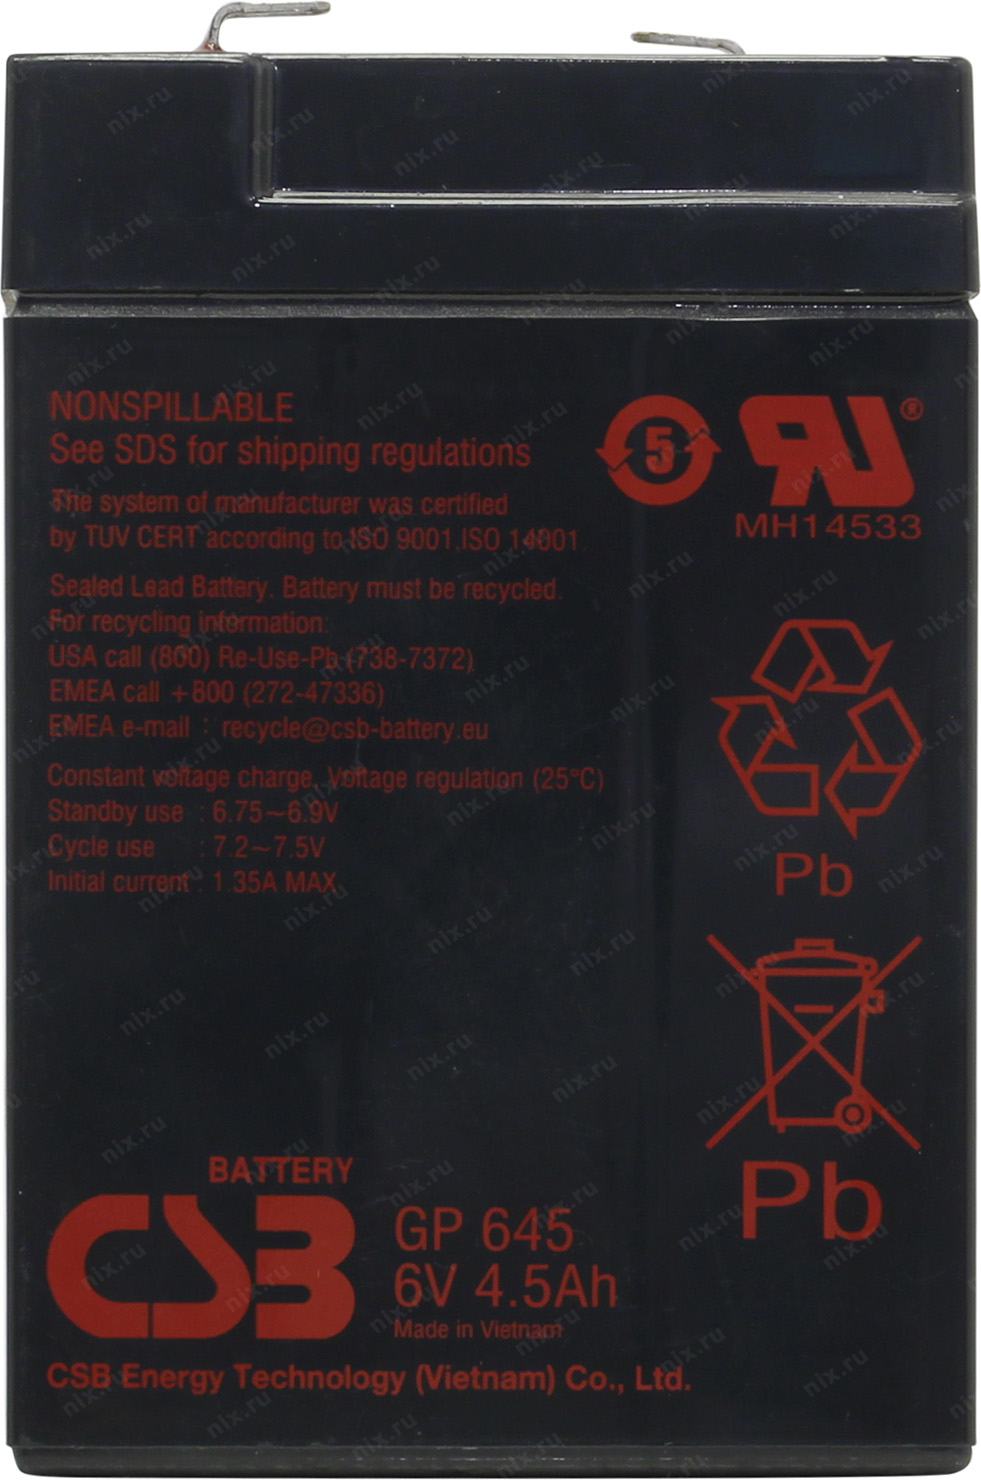 NONSPILLABLE
See SDS for shipping regulations
The system of manufacturer was certified
by TUV CERT according to ISO 9001,ISO 14001
Sealed Lead Battery. Battery must be recycled.
For recycling information:
USA call (800) Re-Use-Pb (738-7372)
EMEA call +800 (272-47336)
EMEA e-mail : recycle@csb-battery.eu
Constant voltage charge, Voltage regulation (25°C)
Standby use : 6.75~6.9V
Cycle use : 7.2~7.5V
Initial current : 1.35A MAX
5
RU®
MH14533
Pb
Pb
BATTERY
CSB
GP 645
6V 4.5Ah
Made in Vietnam
CSB Energy Technology (Vietnam) Co., Ltd.
nix.ru